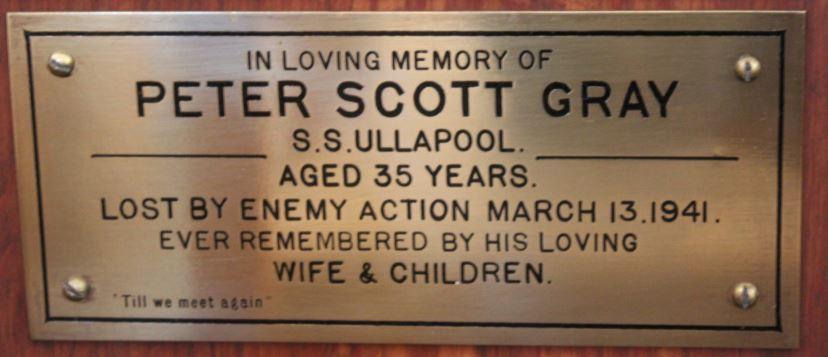 IN LOVING MEMORY OF
PETER SCOTT GRAY
S.S.ULLAPOOL.
AGED 35 YEARS.
LOST BY ENEMY ACTION MARCH 13.1941.
EVER REMEMBERED BY HIS LOVING
WIFE & CHILDREN.
"Till we meet again"